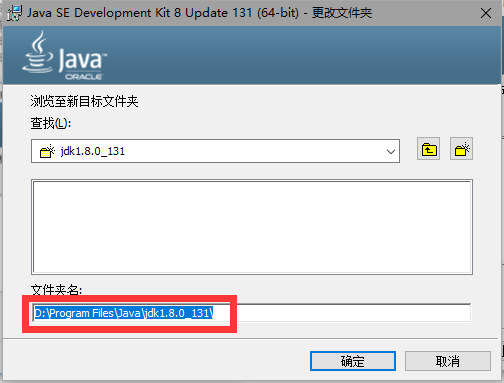 Java SE Development Kit 8 Update 131 (64-bit) - 更改文件夹
Java
ORACLE
浏览至新目标文件夹
查找(L):
jdk1.8.0_131
文件夹名:
D:\Program Files\Java\jdk1.8.0_131\
确定
取消